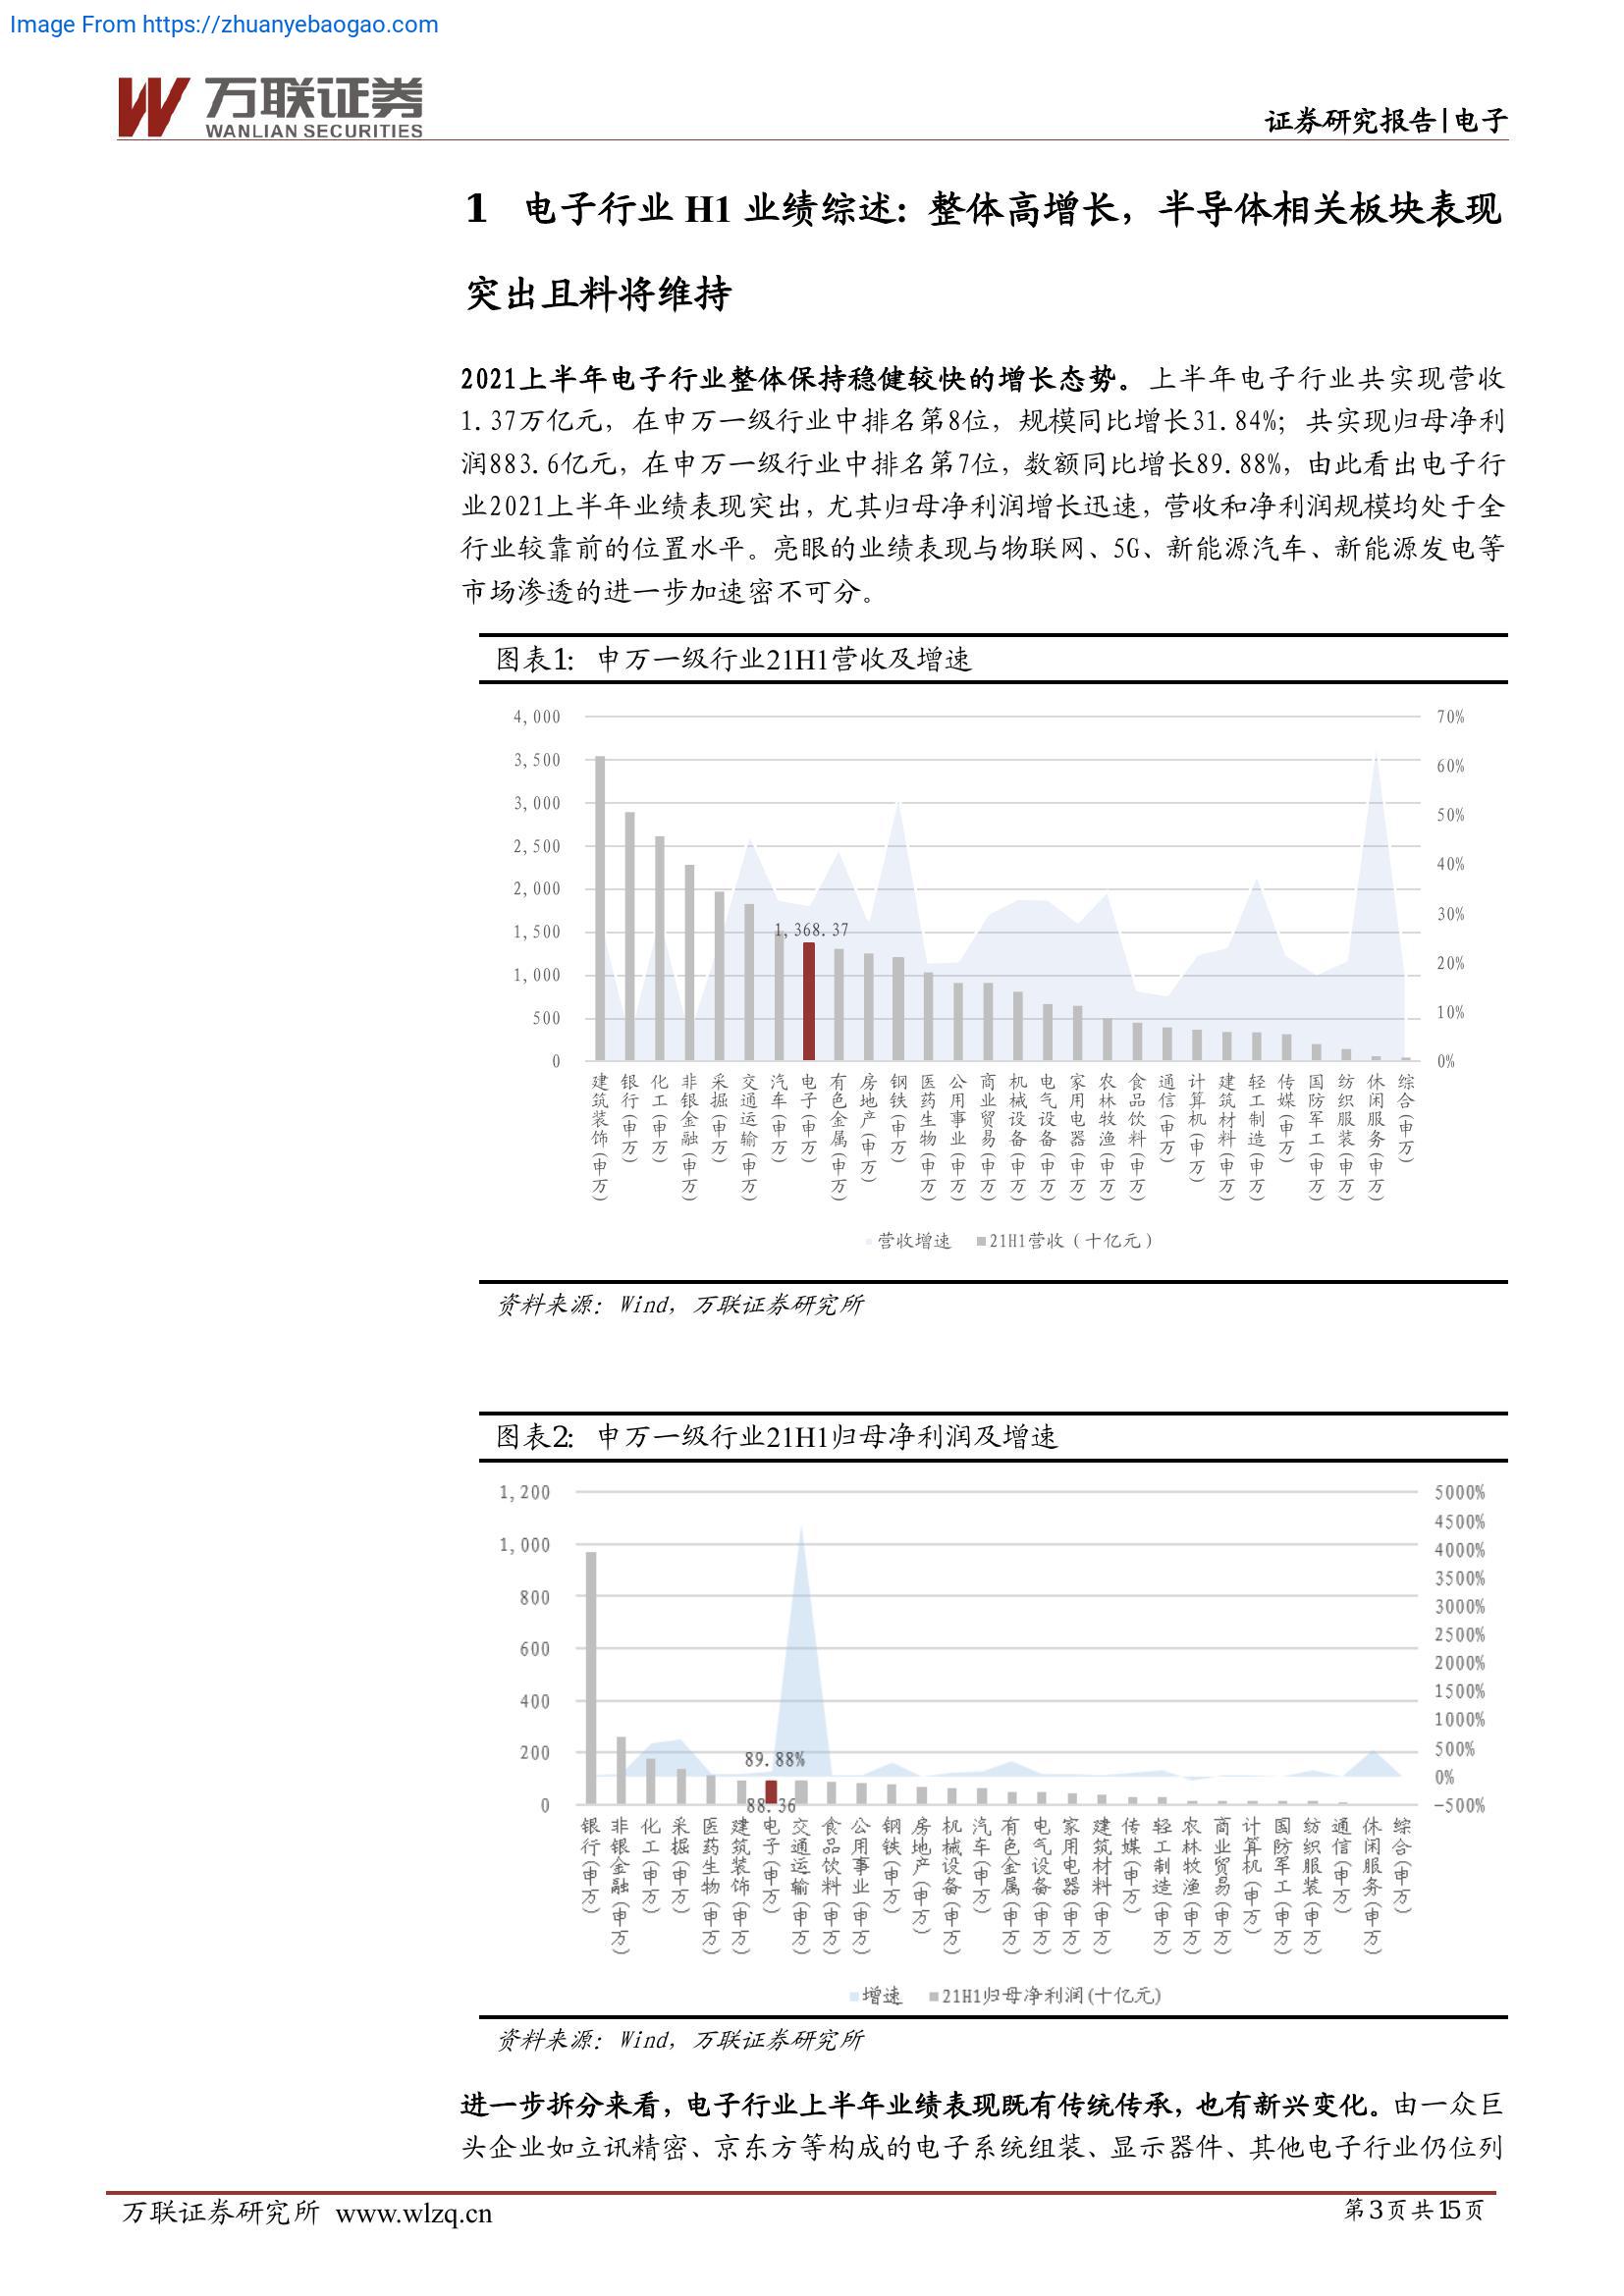 Image From https://zhuanyebaogao.com
万联证券
WANLIAN SECURITIES
证券研究报告|电子
1 电子行业 H1 业绩综述：整体高增长，半导体相关板块表现
突出且料将维持
2021上半年电子行业整体保持稳健较快的增长态势。上半年电子行业共实现营收
1.37万亿元，在申万一级行业中排名第8位，规模同比增长31.84%；共实现归母净利
润883.6亿元，在申万一级行业中排名第7位，数额同比增长89.88%，由此看出电子行
业2021上半年业绩表现突出，尤其归母净利润增长迅速，营收和净利润规模均处于全
行业较靠前的位置水平。亮眼的业绩表现与物联网、5G、新能源汽车、新能源发电等
市场渗透的进一步加速密不可分。
图表1：申万一级行业21H1营收及增速
4,000
3,500
3,000
2,500
2,000
1,500
1,000
500
0
1,368.37
70%
60%
50%
40%
30%
20%
10%
0%
建筑装饰(申万)
银行(申万)
化工(申万)
非银金融(申万)
采掘(申万)
交通运输(申万)
汽车(申万)
电子(申万)
有色金属(申万)
房地产(申万)
钢铁(申万)
医药生物(申万)
公用事业(申万)
商业贸易(申万)
机械设备(申万)
电气设备(申万)
家用电器(申万)
农林牧渔(申万)
食品饮料(申万)
通信(申万)
计算机(申万)
建筑材料(申万)
轻工制造(申万)
传媒(申万)
国防军工(申万)
纺织服装(申万)
休闲服务(申万)
综合(申万)
营收增速 21H1营收（十亿元）
资料来源：Wind，万联证券研究所
图表2：申万一级行业21H1归母净利润及增速
1,200
1,000
800
600
400
200
0
89.88%
88.36
5000%
4500%
4000%
3500%
3000%
2500%
2000%
1500%
1000%
500%
0%
-500%
银行(申万)
非银金融(申万)
化工(申万)
采掘(申万)
医药生物(申万)
建筑装饰(申万)
电子(申万)
交通运输(申万)
食品饮料(申万)
公用事业(申万)
钢铁(申万)
房地产(申万)
机械设备(申万)
汽车(申万)
有色金属(申万)
电气设备(申万)
家用电器(申万)
建筑材料(申万)
传媒(申万)
轻工制造(申万)
农林牧渔(申万)
商业贸易(申万)
计算机(申万)
国防军工(申万)
纺织服装(申万)
通信(申万)
休闲服务(申万)
综合(申万)
增速 21H1归母净利润(十亿元)
资料来源：Wind，万联证券研究所
进一步拆分来看，电子行业上半年业绩表现既有传统传承，也有新兴变化。由一众巨
头企业如立讯精密、京东方等构成的电子系统组装、显示器件、其他电子行业仍位列
万联证券研究所 www.wlzq.cn
第3页共15页